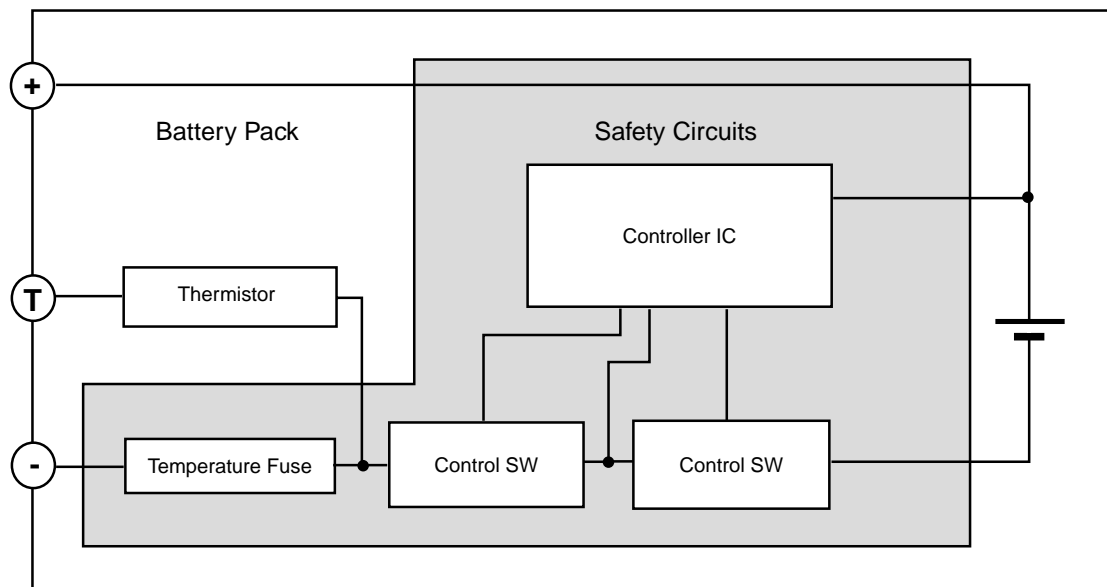 +
Battery Pack
Safety Circuits
Controller IC
Thermistor
T
-
Temperature Fuse
Control SW
Control SW